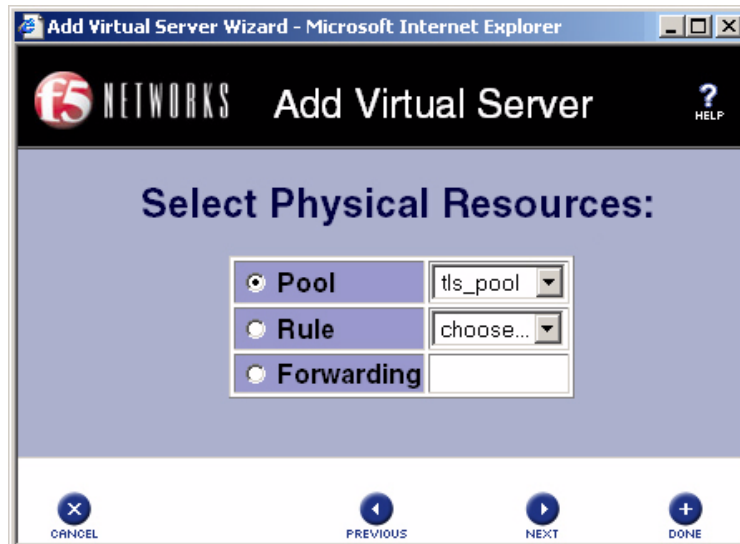 Add Virtual Server Wizard - Microsoft Internet Explorer
f5 NETWORKS Add Virtual Server ? HELP
Select Physical Resources:
Pool tls_pool
Rule choose...
Forwarding
CANCEL PREVIOUS NEXT DONE